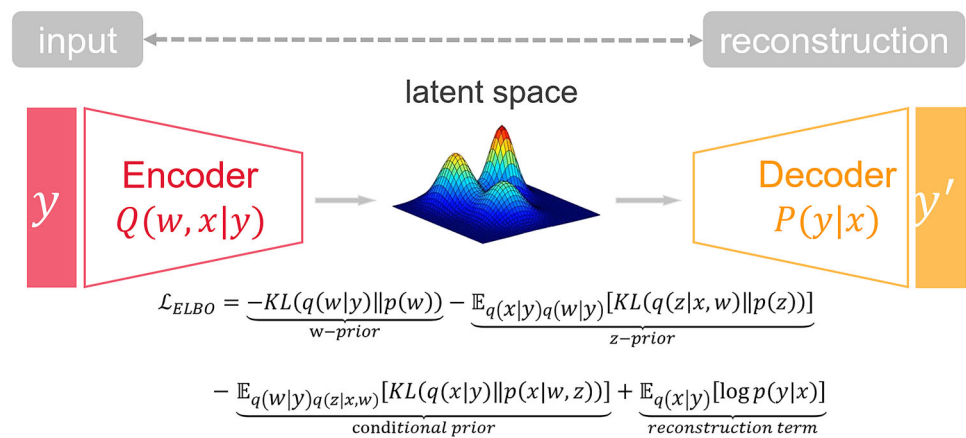 input
reconstruction
latent space
y
Encoder
Q(w, x|y)
Decoder
P(y|x)
y′
ℒ_ELBO = −KL(q(w|y)‖p(w)) − 𝔼_q(x|y)q(w|y)[KL(q(z|x, w)‖p(z))]
w−prior
z−prior
− 𝔼_q(w|y)q(z|x,w)[KL(q(x|y)‖p(x|w, z))] + 𝔼_q(x|y)[log p(y|x)]
conditional prior
reconstruction term